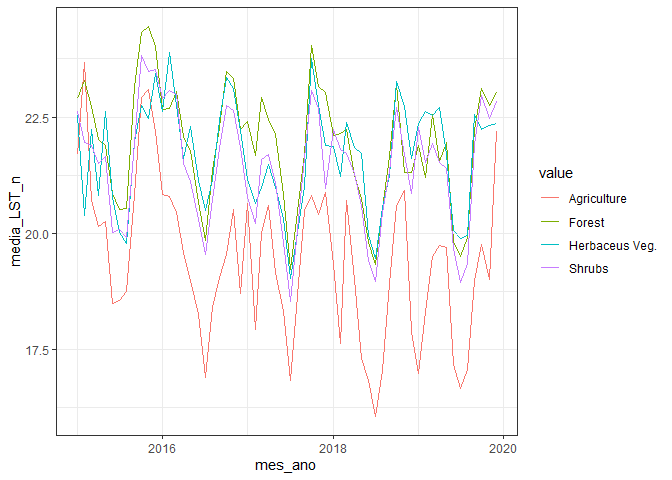 media_LST_n
22.5
20.0
17.5
2016
2018
2020
mes_ano
value
Agriculture
Forest
Herbaceus Veg.
Shrubs